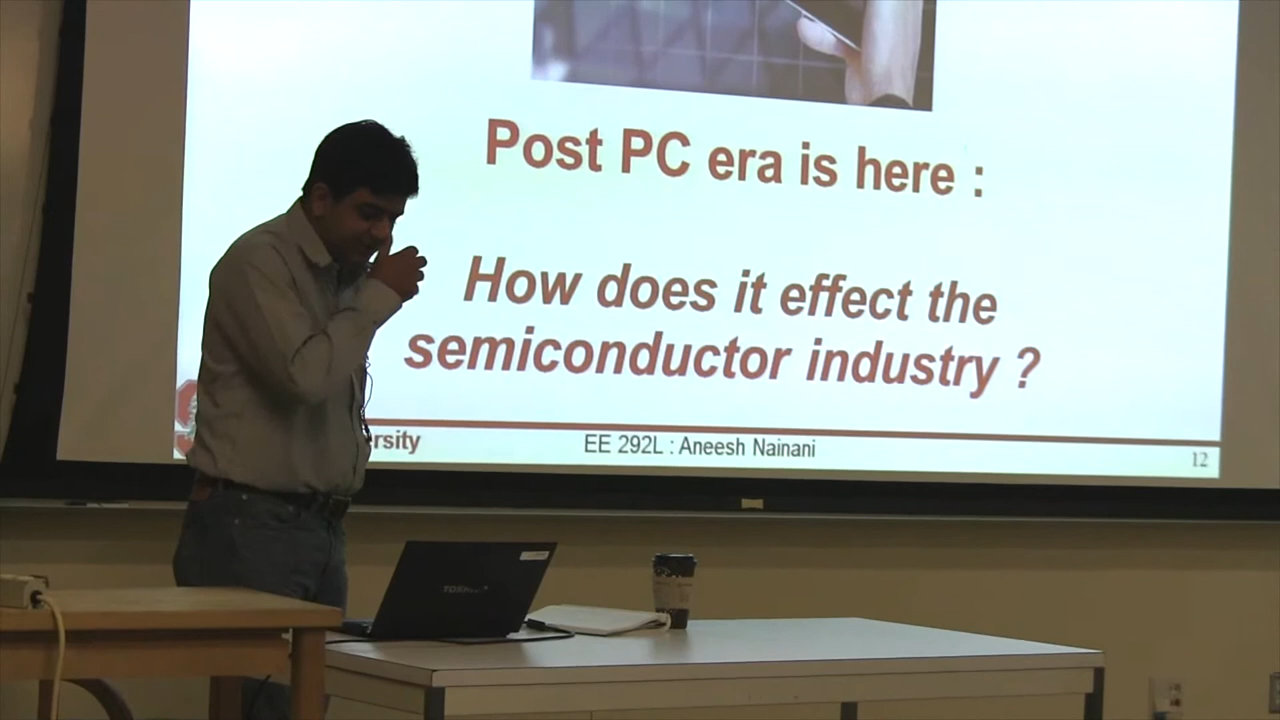 Post PC era is here :
How does it effect the
semiconductor industry ?
rsity
EE 292L : Aneesh Nainani
12